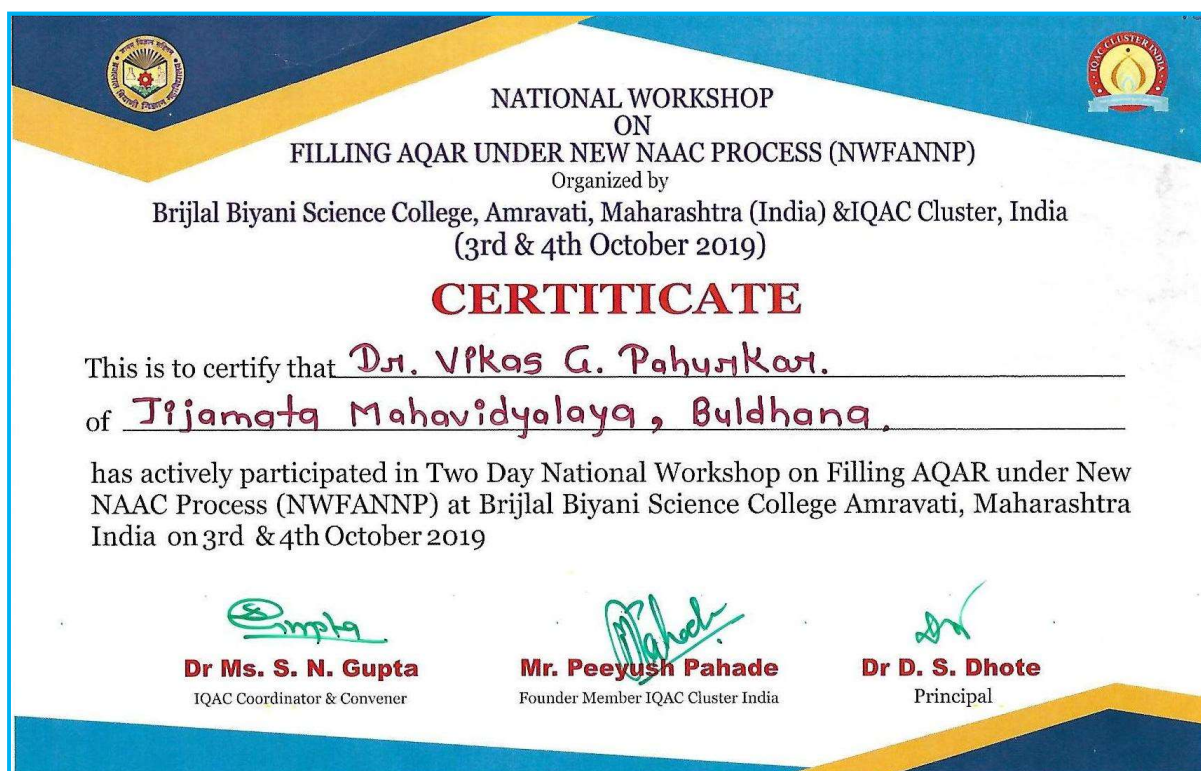 IQAC CLUSTER INDIA
NATIONAL WORKSHOP
ON
FILLING AQAR UNDER NEW NAAC PROCESS (NWFANNP)
Organized by
Brijlal Biyani Science College, Amravati, Maharashtra (India) &IQAC Cluster, India
(3rd & 4th October 2019)
CERTITICATE
This is to certify that Dr. Vikas G. Pahurkar.
of Jijamata Mahavidyalaya, Buldhana.
has actively participated in Two Day National Workshop on Filling AQAR under New
NAAC Process (NWFANNP) at Brijlal Biyani Science College Amravati, Maharashtra
India on 3rd & 4th October 2019
SGupta
Dr Ms. S. N. Gupta
IQAC Coordinator & Convener
Pahade
Mr. Peeyush Pahade
Founder Member IQAC Cluster India
Dr D. S. Dhote
Principal